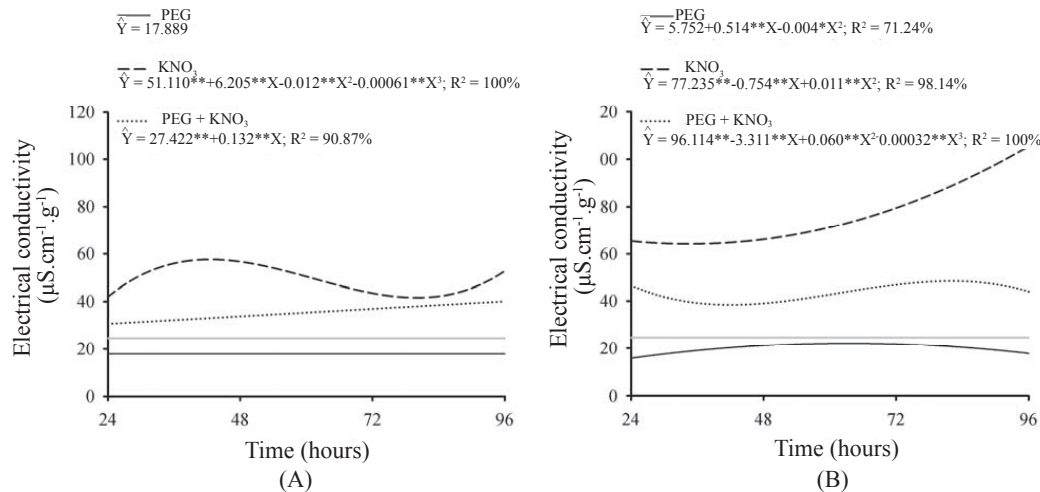 PEG
Ŷ = 17.889
KNO₃
Ŷ = 51.110**+6.205**X-0.012**X²-0.00061**X³; R² = 100%
PEG + KNO₃
Ŷ = 27.422**+0.132**X; R² = 90.87%
120
100
80
60
40
20
0
24
48
72
96
Electrical conductivity
(µS.cm⁻¹.g⁻¹)
Time (hours)
(A)
PEG
Ŷ = 5.752+0.514**X-0.004*X²; R² = 71.24%
KNO₃
Ŷ = 77.235**-0.754**X+0.011**X²; R² = 98.14%
PEG + KNO₃
Ŷ = 96.114**-3.311**X+0.060**X²-0.00032**X³; R² = 100%
20
00
80
60
40
20
0
24
48
72
96
Electrical conductivity
(µS.cm⁻¹.g⁻¹)
Time (hours)
(B)